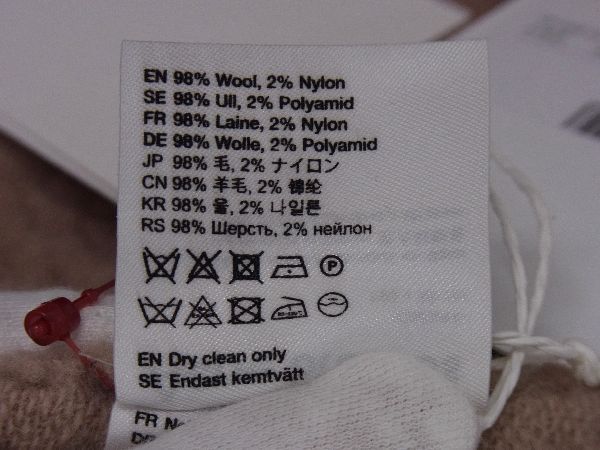 EN 98% Wool, 2% Nylon
SE 98% Ull, 2% Polyamid
FR 98% Laine, 2% Nylon
DE 98% Wolle, 2% Polyamid
JP 98% 毛, 2% ナイロン
CN 98% 羊毛, 2% 锦纶
KR 98% 울, 2% 나일론
RS 98% Шерсть, 2% нейлон
P
EN Dry clean only
SE Endast kemtvätt
FR
DE